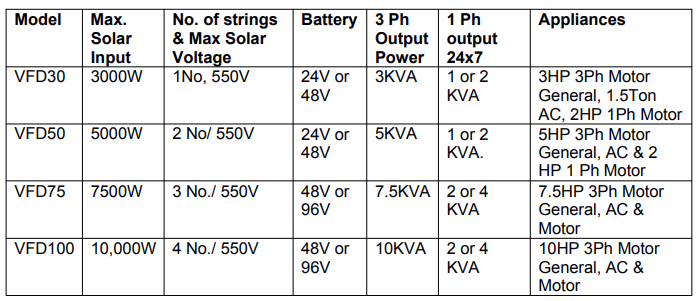 Model Max. Solar Input No. of strings & Max Solar Voltage Battery 3 Ph Output Power 1 Ph output 24x7 Appliances
VFD30 3000W 1No, 550V 24V or 48V 3KVA 1 or 2 KVA 3HP 3Ph Motor General, 1.5Ton AC, 2HP 1Ph Motor
VFD50 5000W 2 No/ 550V 24V or 48V 5KVA 1 or 2 KVA. 5HP 3Ph Motor General, AC & 2 HP 1 Ph Motor
VFD75 7500W 3 No./ 550V 48V or 96V 7.5KVA 2 or 4 KVA 7.5HP 3Ph Motor General, AC & Motor
VFD100 10,000W 4 No./ 550V 48V or 96V 10KVA 2 or 4 KVA 10HP 3Ph Motor General, AC & Motor